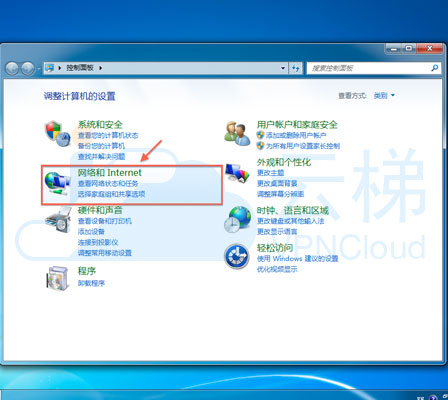 控制面板
搜索控制面板
调整计算机的设置
查看方式: 类别
系统和安全
查看您的计算机状态
备份您的计算机
查找并解决问题
网络和 Internet
查看网络状态和任务
选择家庭组和共享选项
硬件和声音
查看设备和打印机
添加设备
连接到投影仪
调整常用移动设置
程序
卸载程序
用户帐户和家庭安全
添加或删除用户帐户
为所有用户设置家长控制
外观和个性化
更改主题
更改桌面背景
调整屏幕分辨率
时钟、语言和区域
更改键盘或其他输入法
更改显示语言
轻松访问
使用 Windows 建议的设置
优化视频显示
云梯
VPNCloud